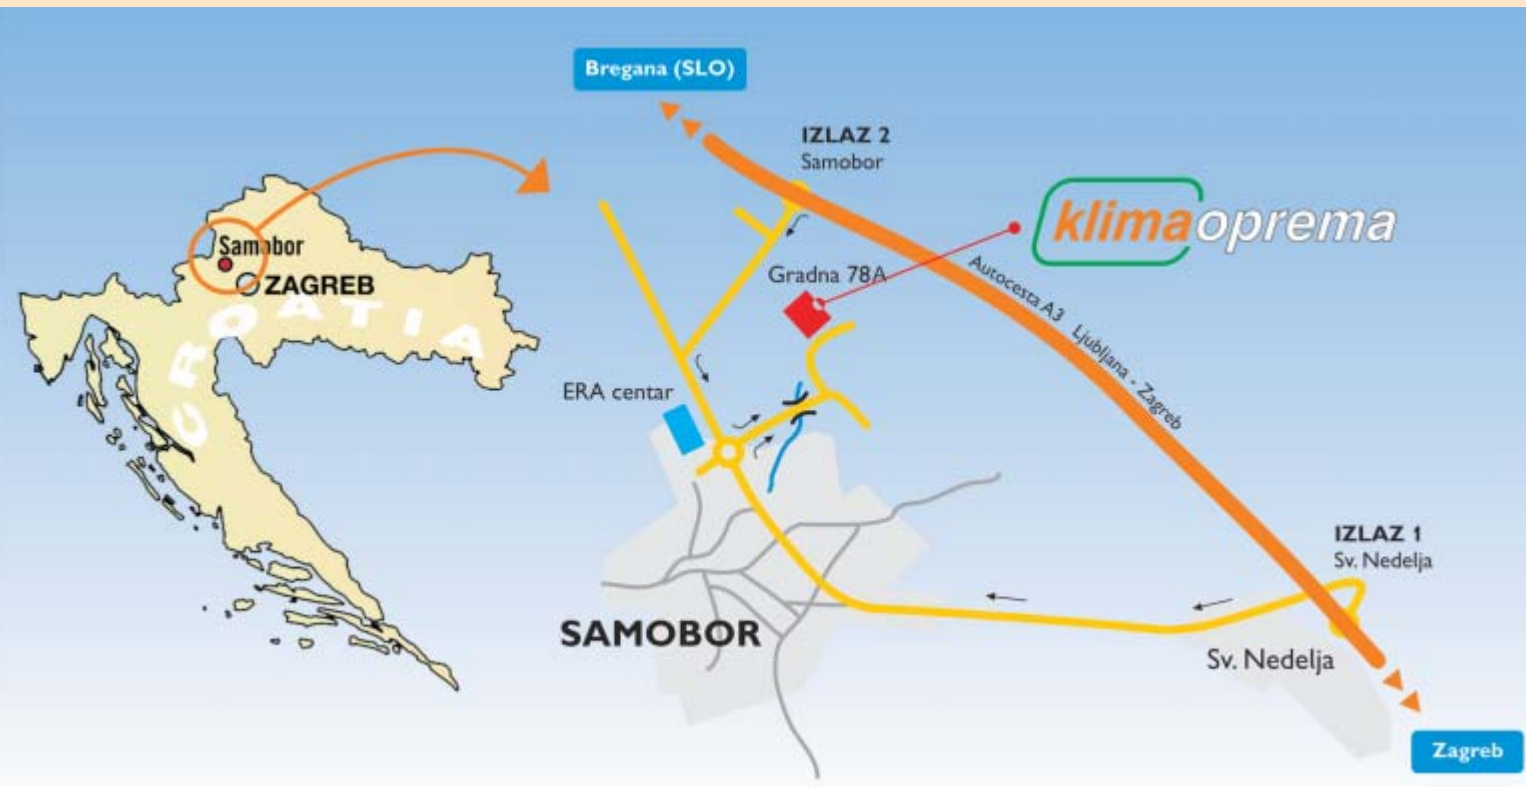 Bregana (SLO)
IZLAZ 2
Samobor
klimaoprema
Samobor
ZAGREB
CROATIA
Gradna 78A
Autocesta A3 Ljubljana - Zagreb
ERA centar
IZLAZ 1
Sv. Nedelja
SAMOBOR
Sv. Nedelja
Zagreb